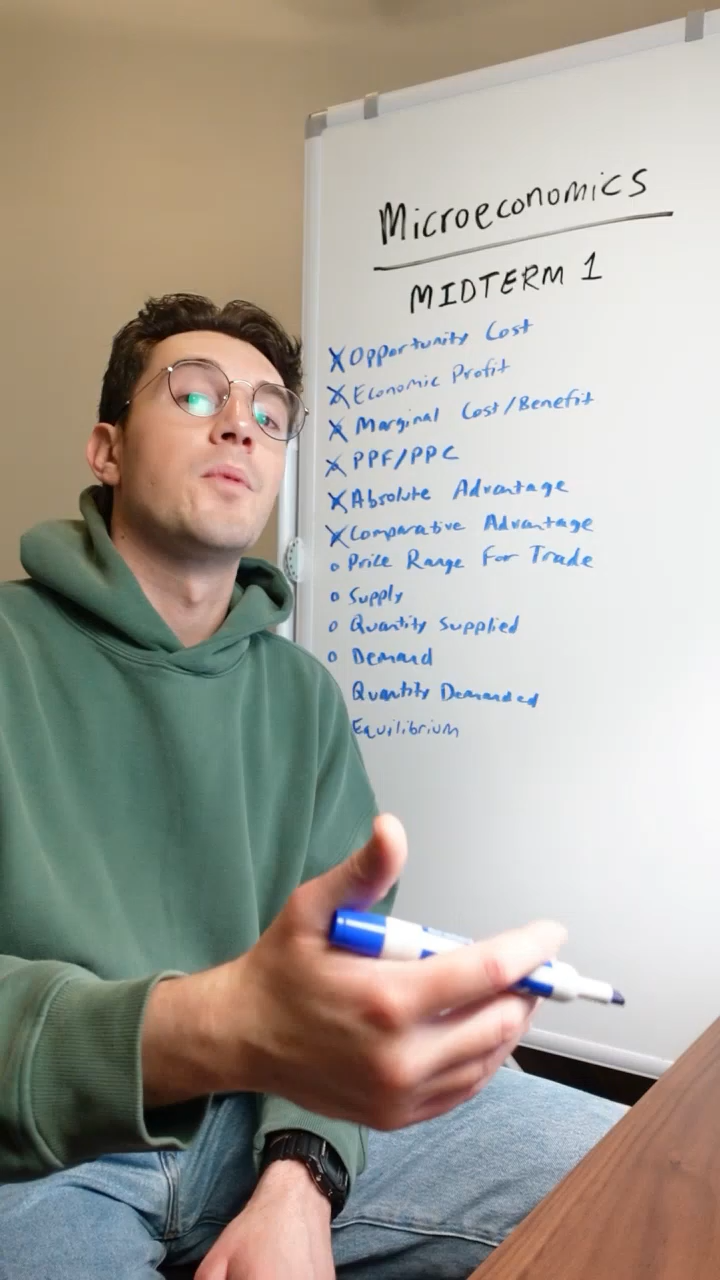 Microeconomics
MIDTERM 1
X Opportunity Cost
X Economic Profit
X Marginal Cost/Benefit
X PPF/PPC
X Absolute Advantage
X Comparative Advantage
o Price Range For Trade
o Supply
o Quantity Supplied
o Demand
Quantity Demanded
Equilibrium